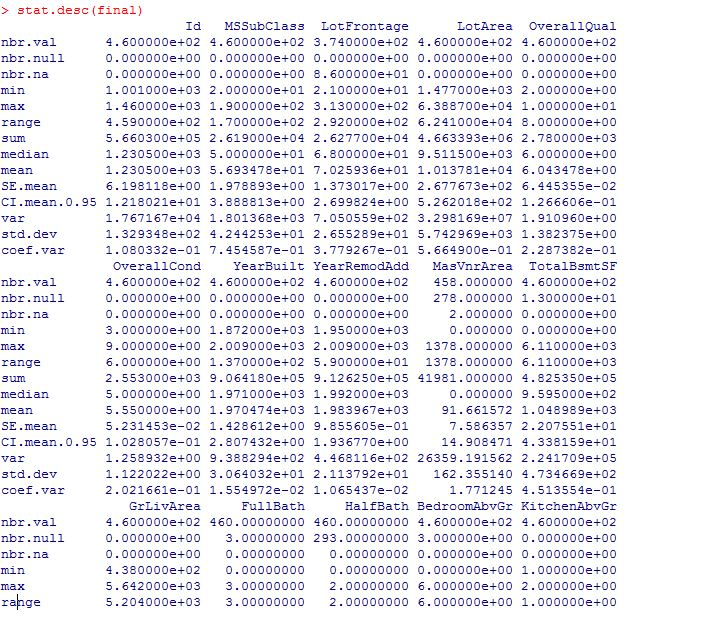 > stat.desc(final)
Id MSSubClass LotFrontage LotArea OverallQual
nbr.val 4.600000e+02 4.600000e+02 3.740000e+02 4.600000e+02 4.600000e+02
nbr.null 0.000000e+00 0.000000e+00 0.000000e+00 0.000000e+00 0.000000e+00
nbr.na 0.000000e+00 0.000000e+00 8.600000e+01 0.000000e+00 0.000000e+00
min 1.001000e+03 2.000000e+01 2.100000e+01 1.477000e+03 2.000000e+00
max 1.460000e+03 1.900000e+02 3.130000e+02 6.388700e+04 1.000000e+01
range 4.590000e+02 1.700000e+02 2.920000e+02 6.241000e+04 8.000000e+00
sum 5.660300e+05 2.619000e+04 2.627700e+04 4.663393e+06 2.780000e+03
median 1.230500e+03 5.000000e+01 6.800000e+01 9.511500e+03 6.000000e+00
mean 1.230500e+03 5.693478e+01 7.025936e+01 1.013781e+04 6.043478e+00
SE.mean 6.198118e+00 1.978893e+00 1.373017e+00 2.677673e+02 6.445355e-02
CI.mean.0.95 1.218021e+01 3.888813e+00 2.699824e+00 5.262018e+02 1.266606e-01
var 1.767167e+04 1.801368e+03 7.050559e+02 3.298169e+07 1.910960e+00
std.dev 1.329348e+02 4.244253e+01 2.655289e+01 5.742969e+03 1.382375e+00
coef.var 1.080332e-01 7.454587e-01 3.779267e-01 5.664900e-01 2.287382e-01
OverallCond YearBuilt YearRemodAdd MasVnrArea TotalBsmtSF
nbr.val 4.600000e+02 4.600000e+02 4.600000e+02 458.000000 4.600000e+02
nbr.null 0.000000e+00 0.000000e+00 0.000000e+00 278.000000 1.300000e+01
nbr.na 0.000000e+00 0.000000e+00 0.000000e+00 2.000000 0.000000e+00
min 3.000000e+00 1.872000e+03 1.950000e+03 0.000000 0.000000e+00
max 9.000000e+00 2.009000e+03 2.009000e+03 1378.000000 6.110000e+03
range 6.000000e+00 1.370000e+02 5.900000e+01 1378.000000 6.110000e+03
sum 2.553000e+03 9.064180e+05 9.126250e+05 41981.000000 4.825350e+05
median 5.000000e+00 1.971000e+03 1.992000e+03 0.000000 9.595000e+02
mean 5.550000e+00 1.970474e+03 1.983967e+03 91.661572 1.048989e+03
SE.mean 5.231453e-02 1.428612e+00 9.855605e-01 7.586357 2.207551e+01
CI.mean.0.95 1.028057e-01 2.807432e+00 1.936770e+00 14.908471 4.338159e+01
var 1.258932e+00 9.388294e+02 4.468116e+02 26359.191562 2.241709e+05
std.dev 1.122022e+00 3.064032e+01 2.113792e+01 162.355140 4.734669e+02
coef.var 2.021661e-01 1.554972e-02 1.065437e-02 1.771245 4.513554e-01
GrLivArea FullBath HalfBath BedroomAbvGr KitchenAbvGr
nbr.val 4.600000e+02 460.00000000 460.00000000 4.600000e+02 4.600000e+02
nbr.null 0.000000e+00 3.00000000 293.00000000 3.000000e+00 0.000000e+00
nbr.na 0.000000e+00 0.00000000 0.00000000 0.000000e+00 0.000000e+00
min 4.380000e+02 0.00000000 0.00000000 0.000000e+00 1.000000e+00
max 5.642000e+03 3.00000000 2.00000000 6.000000e+00 2.000000e+00
range 5.204000e+03 3.00000000 2.00000000 6.000000e+00 1.000000e+00